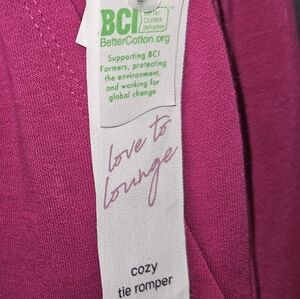 BCI Better
Cotton
Initiative
BetterCotton.org
Supporting BCI
Farmers, protecting
the environment,
and working for
global change
love to
lounge
cozy
tie romper